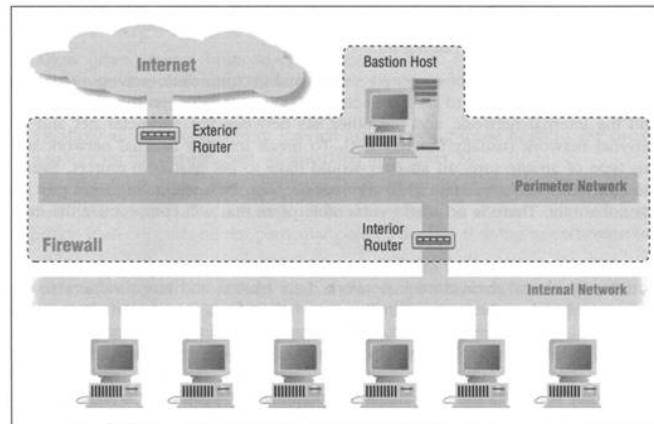 Internet
Bastion Host
Exterior
Router
Perimeter Network
Interior
Router
Firewall
Internal Network